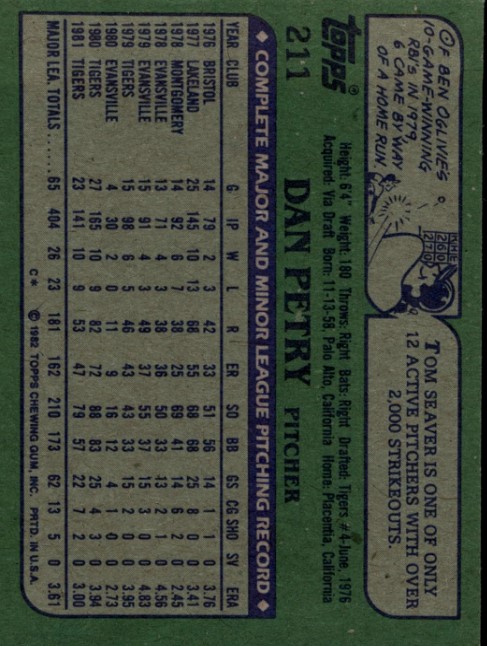 OF BEN OGLIVIE'S
10-GAME-WINNING
RBI'S IN 1979,
6 CAME BY WAY
OF A HOME RUN.
TOM SEAVER IS ONE OF ONLY
12 ACTIVE PITCHERS WITH OVER
2,000 STRIKEOUTS.
topps®
211
Height: 6'4" Weight: 180 Throws: Right Bats: Right Drafted: Tigers #4-June, 1976
Acquired: Via Draft Born: 11-13-58, Palo Alto, California Home: Placentia, California
DAN PETRY PITCHER
◆ COMPLETE MAJOR AND MINOR LEAGUE PITCHING RECORD ◆
YEAR CLUB G IP W L R ER SO BB GS CG SHO SV ERA
1976 BRISTOL 14 79 2 3 42 33 51 56 14 1 1 0 3.76
1977 LAKELAND 25 145 10 13 66 55 68 68 25 8 0 0 3.41
1978 MONTGOMERY 14 92 6 7 38 25 69 41 14 6 2 0 2.45
1978 EVANSVILLE 13 71 4 3 38 36 50 33 13 2 1 0 4.56
1979 EVANSVILLE 15 91 4 3 49 37 55 37 15 3 0 0 4.83
1979 TIGERS 15 98 6 5 46 43 43 33 15 2 0 0 3.95
1980 EVANSVILLE 4 30 2 0 11 9 16 12 4 1 0 0 2.73
1980 TIGERS 27 165 10 9 82 72 88 83 25 4 3 0 3.94
1981 TIGERS 23 141 10 9 53 47 79 57 22 7 2 0 3.00
MAJOR LEA. TOTALS ..... 65 404 26 23 181 162 210 173 62 13 5 0 3.61
C* © 1982 TOPPS CHEWING GUM, INC. PRTD. IN U.S.A.